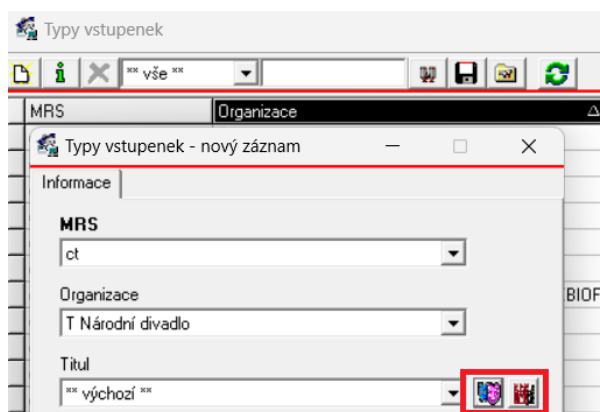 Typy vstupenek
** vše **
MRS Organizace
Typy vstupenek - nový záznam
Informace
MRS
ct
Organizace
BIOF
T Národní divadlo
Titul
** výchozí **